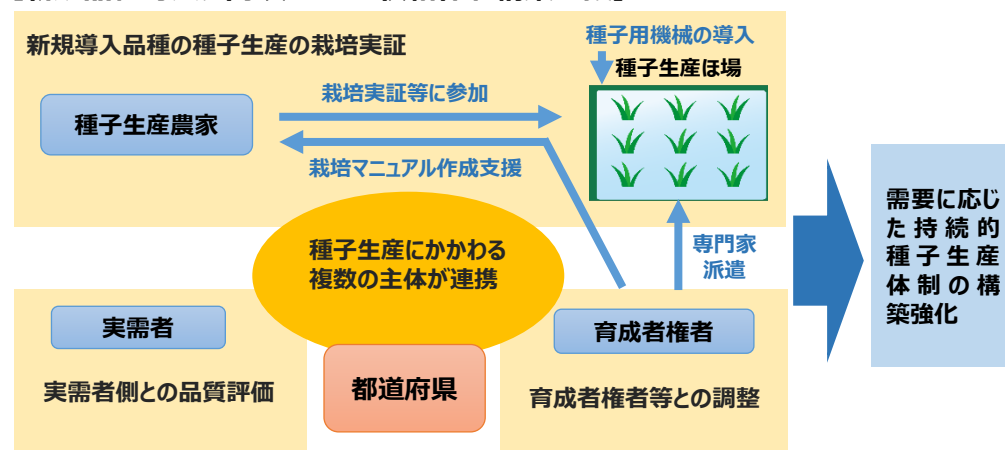 新規導入品種の種子生産の栽培実証
種子用機械の導入
種子生産ほ場
種子生産農家
栽培実証等に参加
栽培マニュアル作成支援
専門家
派遣
種子生産にかかわる
複数の主体が連携
実需者
実需者側との品質評価
都道府県
育成者権者
育成者権者等との調整
需要に応じ
た持続的
種子生産
体制の構
築強化